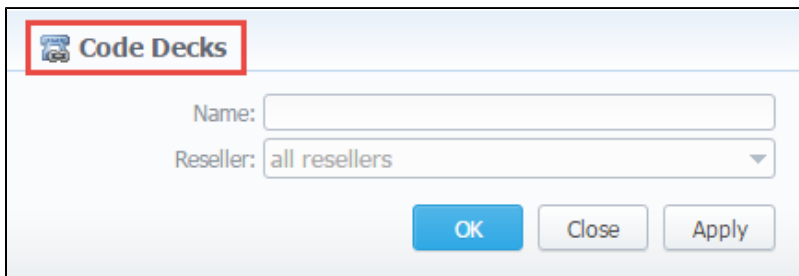 Code Decks
Name:
Reseller: all resellers
OK Close Apply